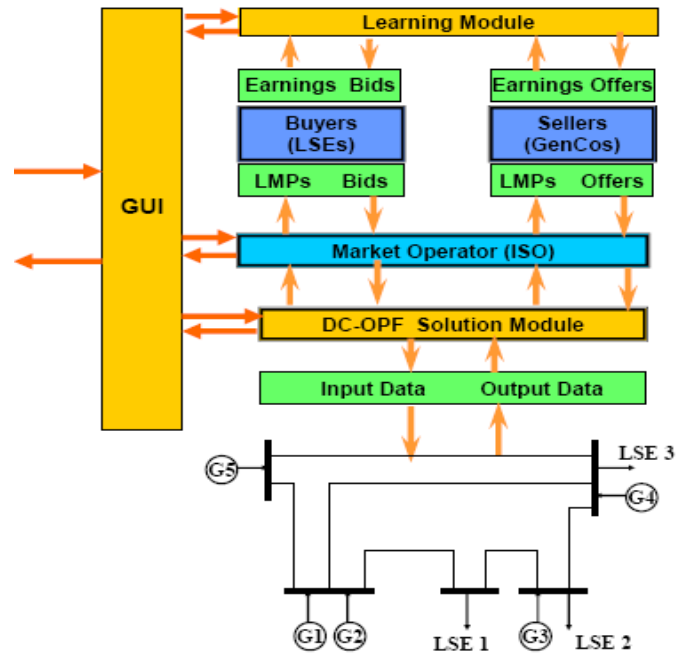 Learning Module
Earnings Bids
Earnings Offers
Buyers
(LSEs)
Sellers
(GenCos)
LMPs Bids
LMPs Offers
GUI
Market Operator (ISO)
DC-OPF Solution Module
Input Data Output Data
LSE 3
G5
G4
G1
G2
LSE 1
G3
LSE 2